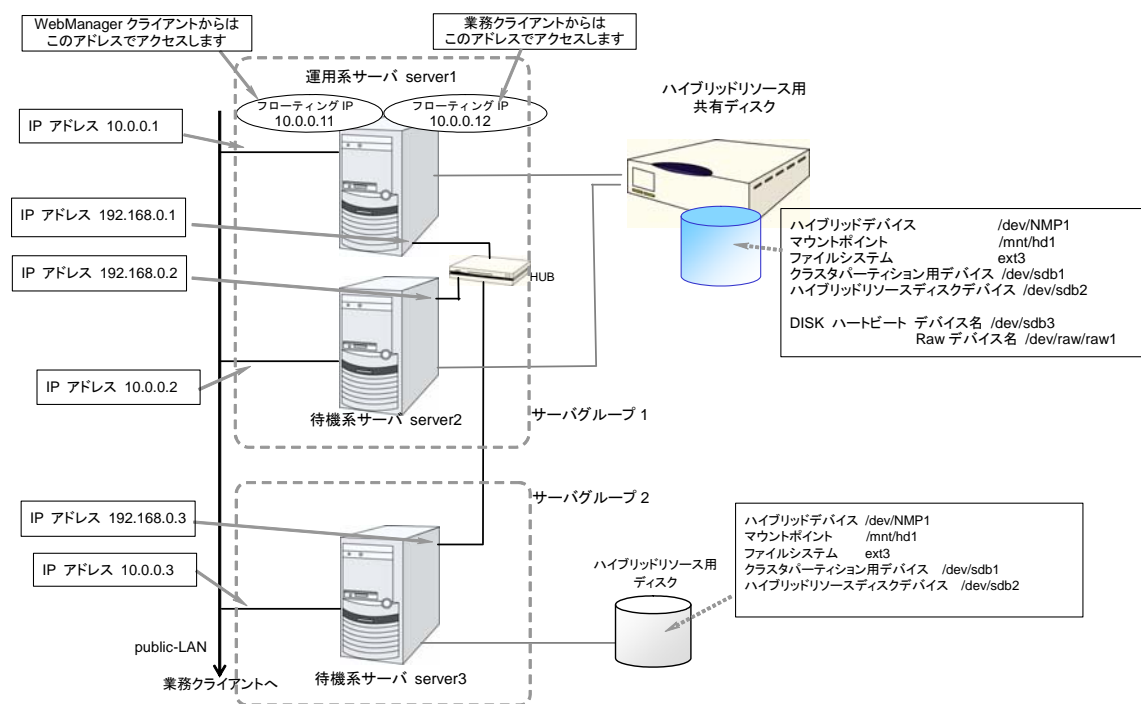 WebManager クライアントからは
このアドレスでアクセスします
業務クライアントからは
このアドレスでアクセスします
運用系サーバ server1
フローティング IP
10.0.0.11
フローティング IP
10.0.0.12
ハイブリッドリソース用
共有ディスク
IP アドレス 10.0.0.1
IP アドレス 192.168.0.1
IP アドレス 192.168.0.2
HUB
ハイブリッドデバイス /dev/NMP1
マウントポイント /mnt/hd1
ファイルシステム ext3
クラスタパーティション用デバイス /dev/sdb1
ハイブリッドリソースディスクデバイス /dev/sdb2
DISK ハートビート デバイス名 /dev/sdb3
Raw デバイス名 /dev/raw/raw1
IP アドレス 10.0.0.2
待機系サーバ server2
サーバグループ 1
サーバグループ 2
IP アドレス 192.168.0.3
IP アドレス 10.0.0.3
ハイブリッドリソース用
ディスク
ハイブリッドデバイス /dev/NMP1
マウントポイント /mnt/hd1
ファイルシステム ext3
クラスタパーティション用デバイス /dev/sdb1
ハイブリッドリソースディスクデバイス /dev/sdb2
public-LAN
業務クライアントへ
待機系サーバ server3